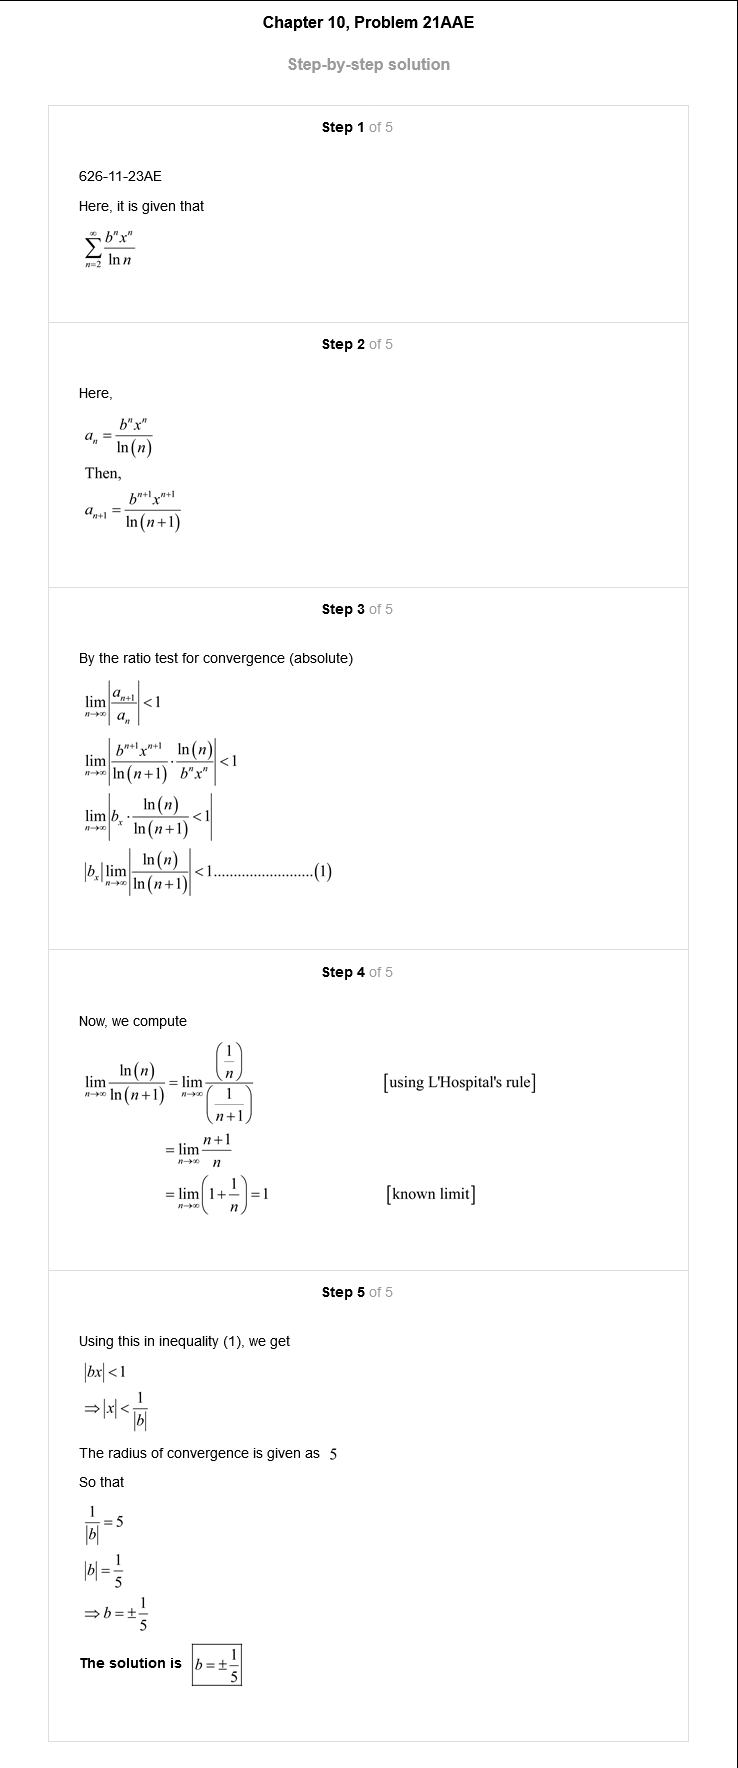 Chapter 10, Problem 21AAE
Step-by-step solution
Step 1 of 5
626-11-23AE
Here, it is given that
$\sum_{n=2}^{\infty} \frac{b^n x^n}{\ln n}$
Step 2 of 5
Here,
$a_n = \frac{b^n x^n}{\ln(n)}$
Then,
$a_{n+1} = \frac{b^{n+1} x^{n+1}}{\ln(n+1)}$
Step 3 of 5
By the ratio test for convergence (absolute)
$\lim_{n \to \infty} \left| \frac{a_{n+1}}{a_n} \right| < 1$
$\lim_{n \to \infty} \left| \frac{b^{n+1} x^{n+1}}{\ln(n+1)} \cdot \frac{\ln(n)}{b^n x^n} \right| < 1$
$\lim_{n \to \infty} \left| b_x \cdot \frac{\ln(n)}{\ln(n+1)} < 1 \right|$
$|b_x| \lim_{n \to \infty} \left| \frac{\ln(n)}{\ln(n+1)} \right| < 1$.........................(1)
Step 4 of 5
Now, we compute
$\lim_{n \to \infty} \frac{\ln(n)}{\ln(n+1)} = \lim_{n \to \infty} \frac{\left(\frac{1}{n}\right)}{\left(\frac{1}{n+1}\right)}$ [using L'Hospital's rule]
$= \lim_{n \to \infty} \frac{n+1}{n}$
$= \lim_{n \to \infty} \left(1 + \frac{1}{n}\right) = 1$ [known limit]
Step 5 of 5
Using this in inequality (1), we get
$|bx| < 1$
$\Rightarrow |x| < \frac{1}{|b|}$
The radius of convergence is given as 5
So that
$\frac{1}{|b|} = 5$
$|b| = \frac{1}{5}$
$\Rightarrow b = \pm \frac{1}{5}$
The solution is $b = \pm \frac{1}{5}$